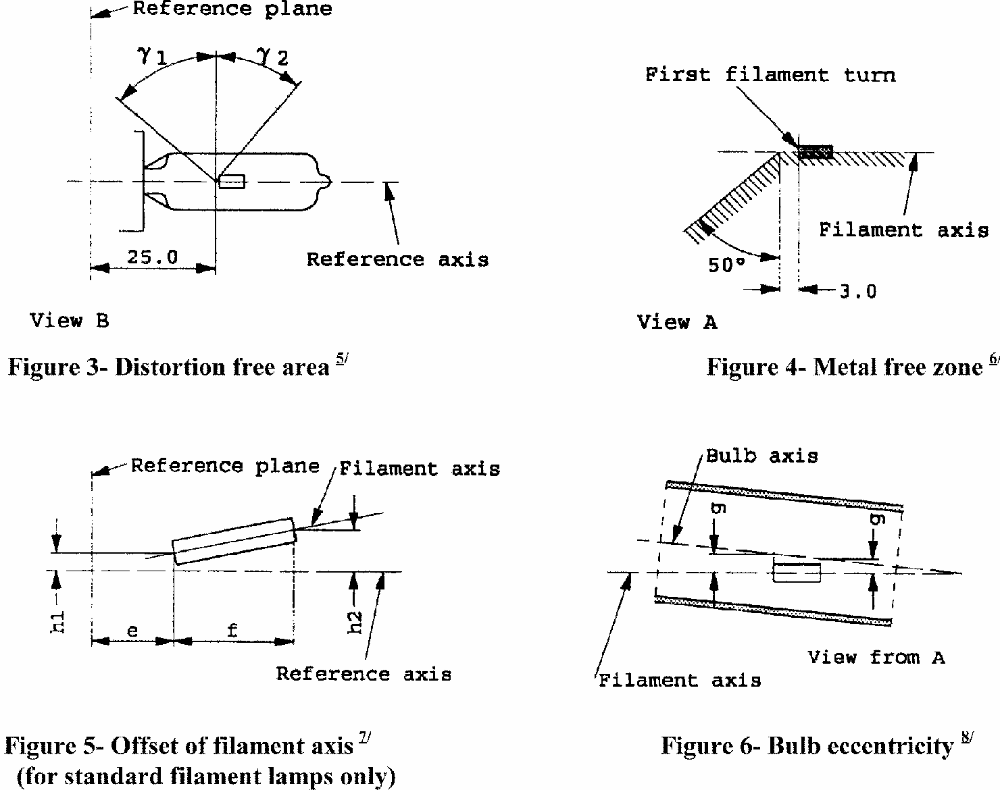 Reference plane
γ1 γ2
25.0
Reference axis
View B
Figure 3- Distortion free area 5/
First filament turn
Filament axis
50°
3.0
View A
Figure 4- Metal free zone 6/
Reference plane
Filament axis
h1
e
f
h2
Reference axis
Figure 5- Offset of filament axis 7/
(for standard filament lamps only)
Bulb axis
g
g
View from A
Filament axis
Figure 6- Bulb eccentricity 8/